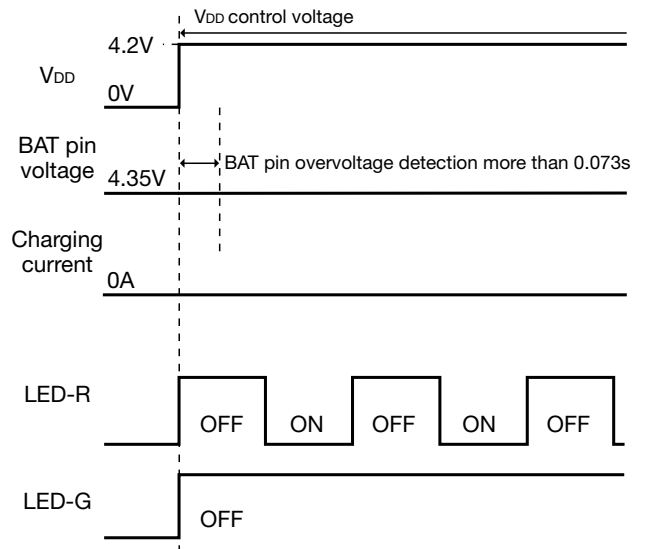 VDD control voltage
4.2V
VDD
0V
BAT pin
voltage
4.35V
BAT pin overvoltage detection more than 0.073s
Charging
current
0A
LED-R
OFF ON OFF ON OFF
LED-G
OFF